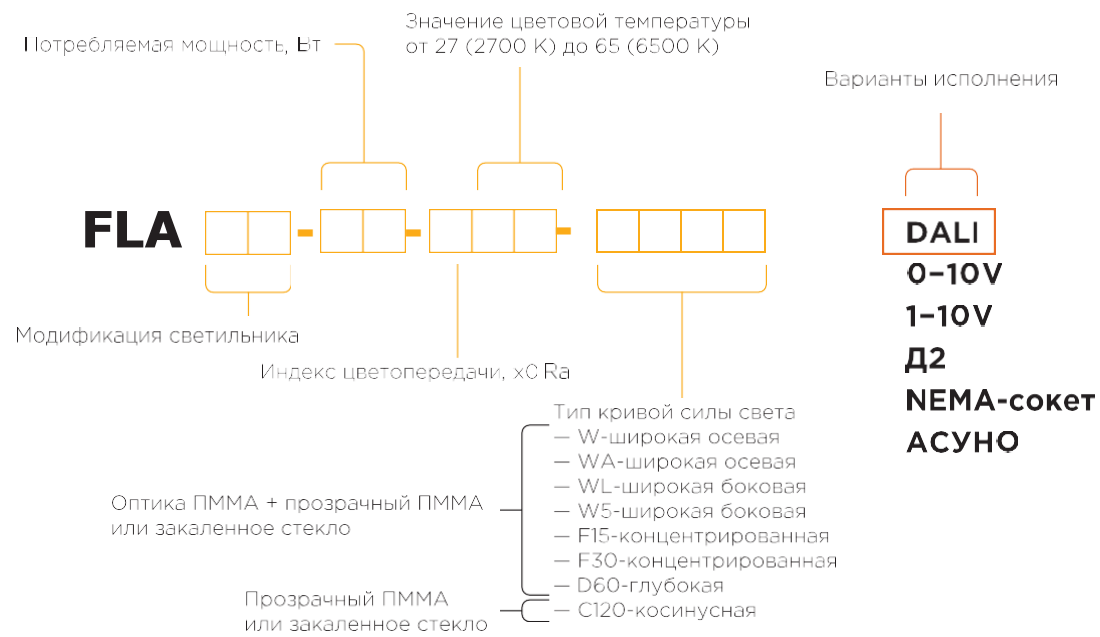 Значение цветовой температуры
от 27 (2700 К) до 65 (6500 К)
Потребляемая мощность, Вт
Варианты исполнения
FLA - - -
DALI
0–10V
1–10V
Д2
NEMA-сокет
АСУНО
Модификация светильника
Индекс цветопередачи, x0 Ra
Тип кривой силы света
— W-широкая осевая
— WA-широкая осевая
— WL-широкая боковая
— W5-широкая боковая
— F15-концентрированная
— F30-концентрированная
— D60-глубокая
— C120-косинусная
Оптика ПММА + прозрачный ПММА
или закаленное стекло
Прозрачный ПММА
или закаленное стекло